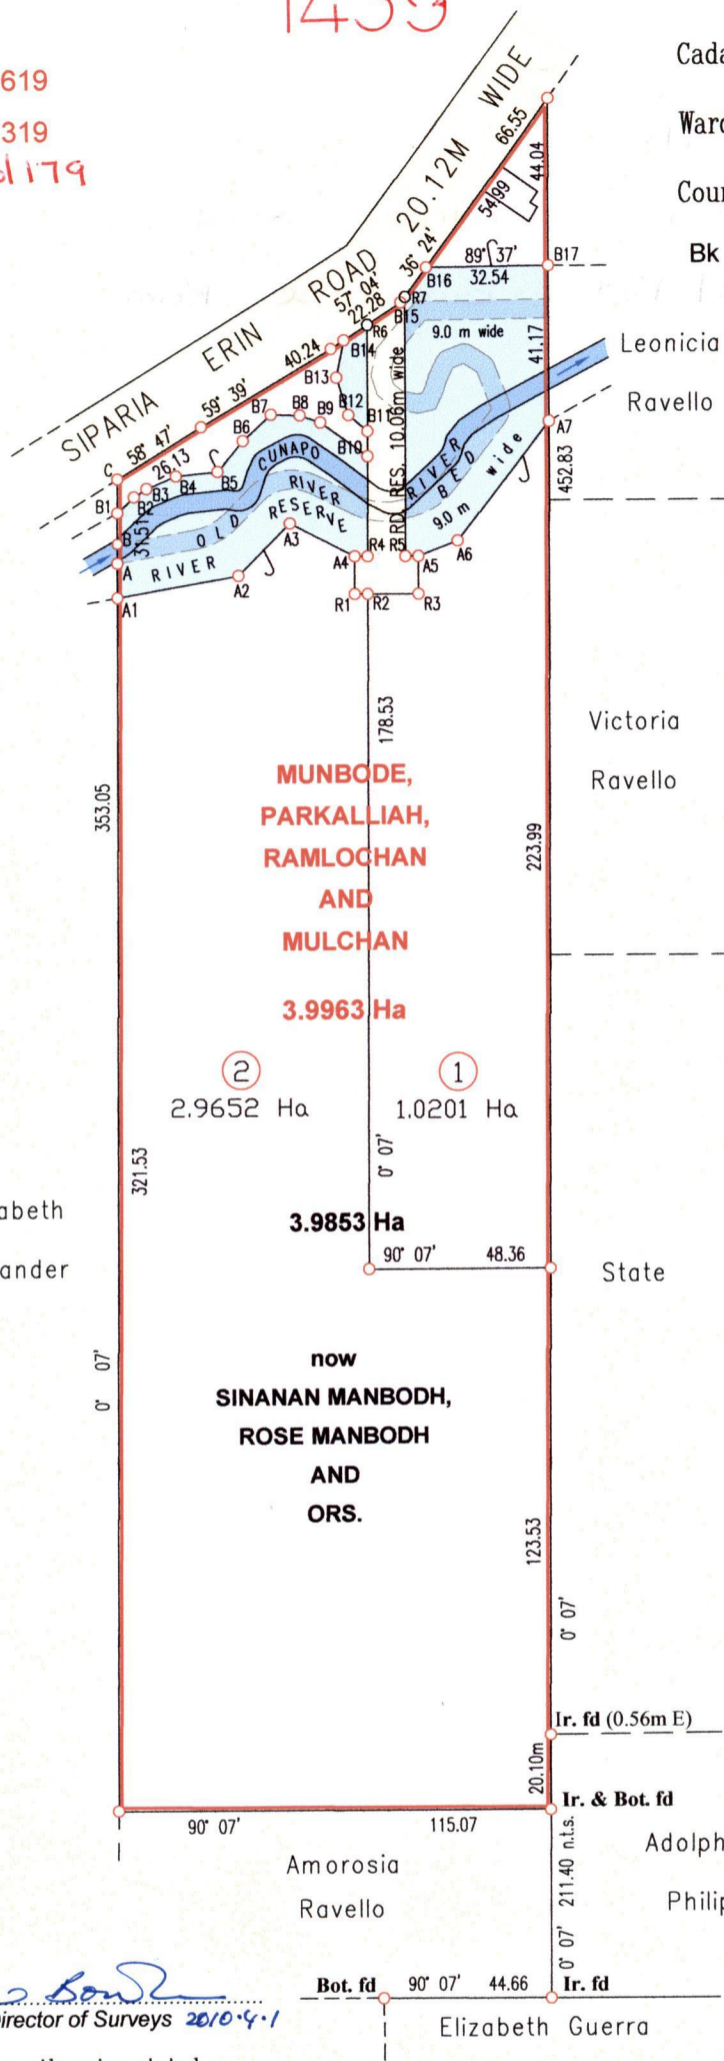 1439
619
319
179
Cada
Ward
Coun
Bk
SIPARIA ERIN ROAD 20.12M WIDE
66.55
44.04
54.99
36° 24'
89° 37'
32.54
B17
B16
R7
B15
57° 04'
22.28
R6
9.0 m wide
41.17
Leonicia
Ravello
40.24
B14
59° 39'
B13
B12
B11
B10
B7
B8
B9
B6
RD. RES. 10.06m wide
A7
452.83
58° 47'
C
26.13
B5
B4
B3
B2
B1
B
31.51
A
A1
CUNAPO RIVER
OLD RIVER BED
RIVER RESERVE
9.0 m wide
A2
A3
A4
R4
R5
A5
A6
R1
R2
R3
178.53
Victoria
Ravello
353.05
223.99
MUNBODE,
PARKALLIAH,
RAMLOCHAN
AND
MULCHAN
3.9963 Ha
2
2.9652 Ha
1
1.0201 Ha
321.53
0° 07'
abeth
ander
3.9853 Ha
90° 07'
48.36
State
0° 07'
now
SINANAN MANBODH,
ROSE MANBODH
AND
ORS.
123.53
0° 07'
Ir. fd (0.56m E)
20.10m
Ir. & Bot. fd
90° 07'
115.07
Amorosia
Ravello
211.40 n.t.s.
0° 07'
Adolph
Philip
Director of Surveys 2010.4.1
Bot. fd
90° 07'
44.66
Ir. fd
Elizabeth Guerra